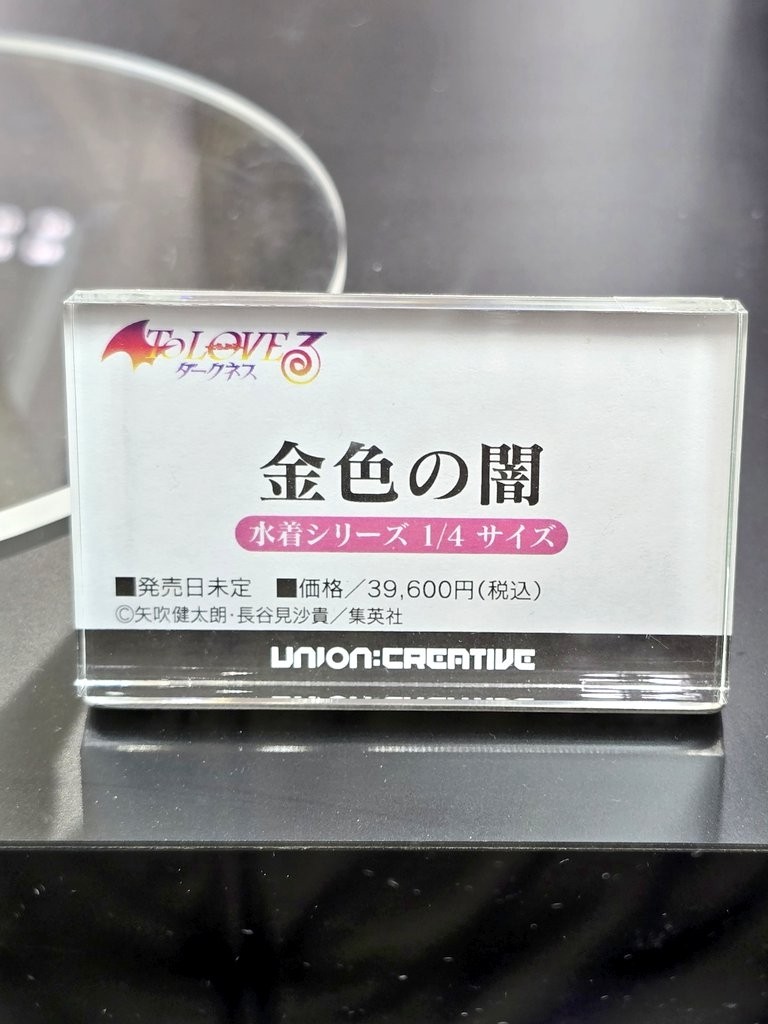 To LOVEる
ダークネス
金色の闇
水着シリーズ 1/4 サイズ
■発売日未定 ■価格／39,600円(税込)
Ⓒ矢吹健太朗・長谷見沙貴／集英社
UNION:CREATIVE